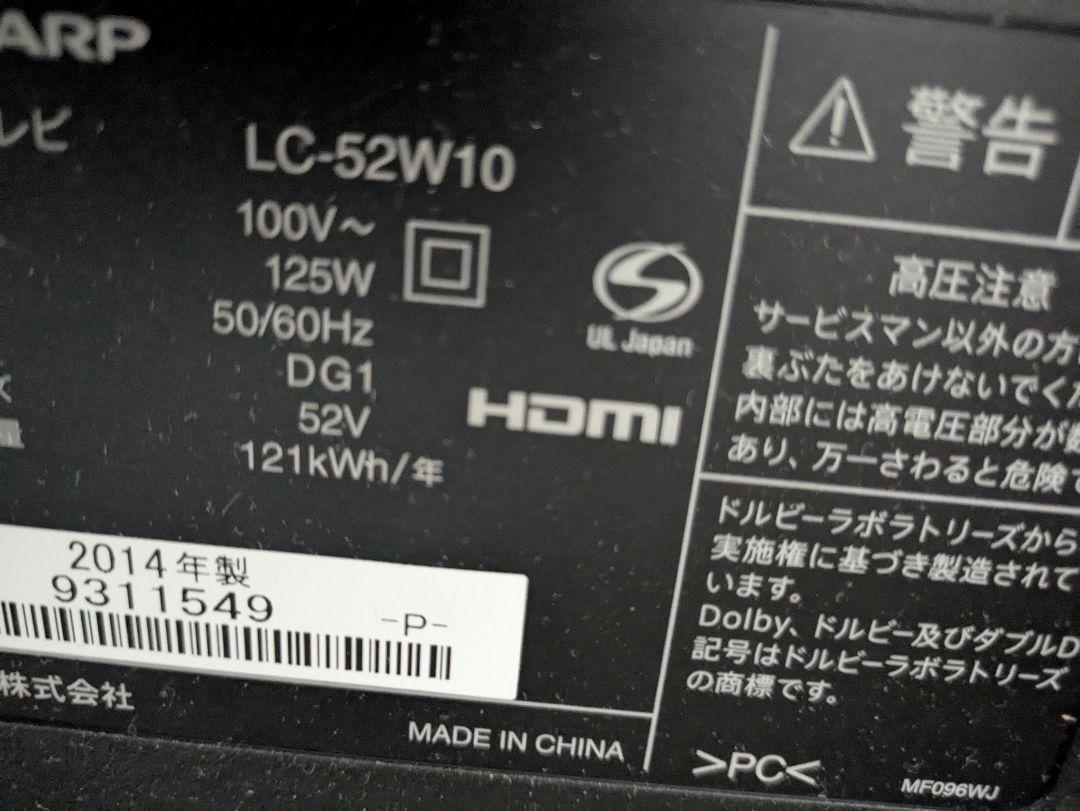 ARP
レビ
LC-52W10
100V～
125W
50/60Hz
DG1
52V
121kWh/年
UL Japan
HDMI
2014年製
9311549
-P-
株式会社
MADE IN CHINA
警告
高圧注意
サービスマン以外の方
裏ぶたをあけないでくだ
内部には高電圧部分が数
あり、万一さわると危険で
ドルビーラボラトリーズから
実施権に基づき製造されて
います。
Dolby、ドルビー及びダブルD
記号はドルビーラボラトリーズ
の商標です。
>PC<
MF096WJ